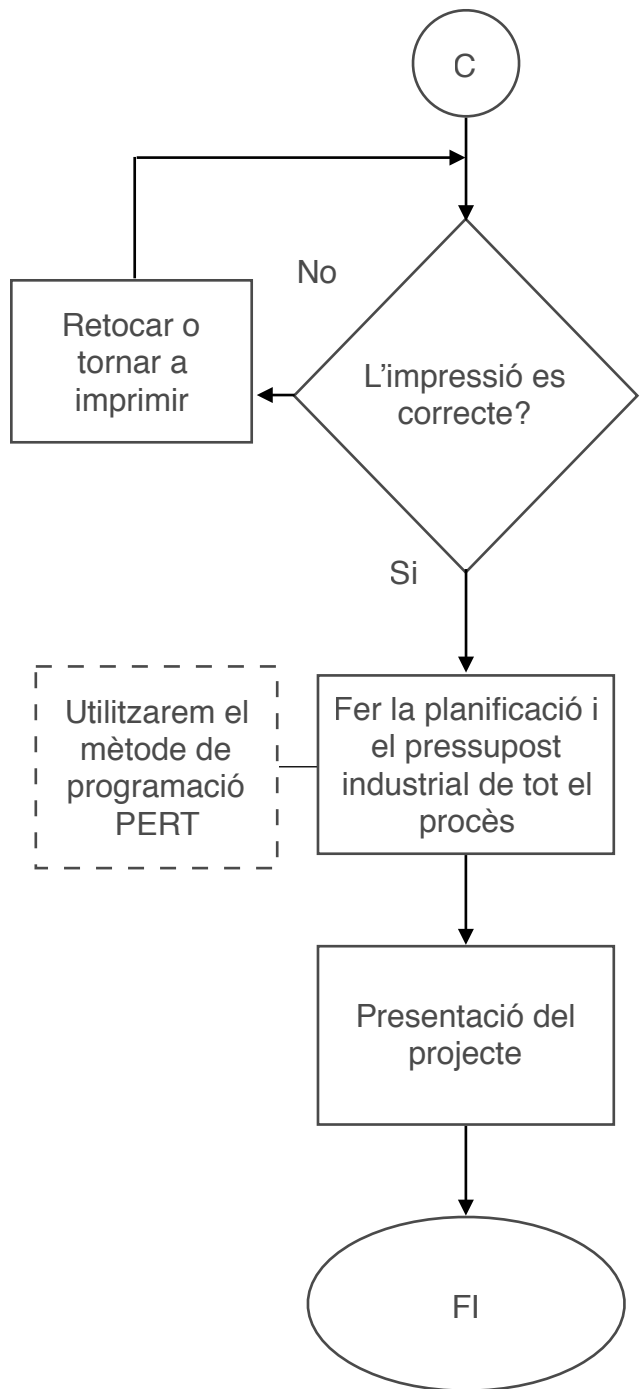 C
No
Retocar o
tornar a
imprimir
L'impressió es
correcte?
Si
Utilitzarem el
mètode de
programació
PERT
Fer la planificació i
el pressupost
industrial de tot el
procès
Presentació del
projecte
FI